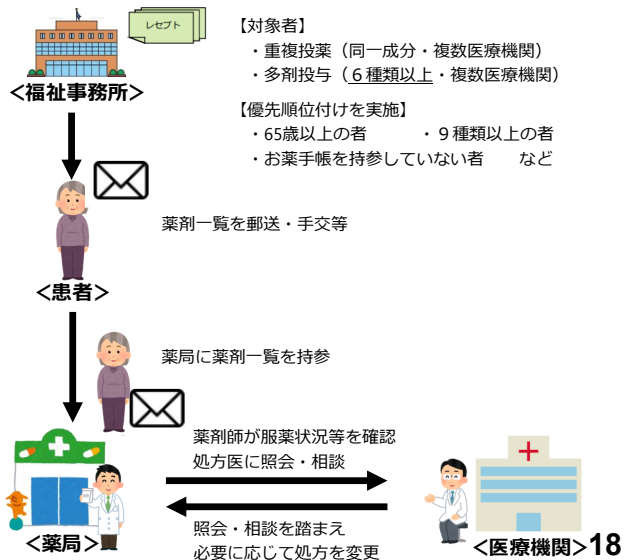 レセプト
<福祉事務所>
【対象者】
・重複投薬（同一成分・複数医療機関）
・多剤投与（６種類以上・複数医療機関）
【優先順位付けを実施】
・65歳以上の者　・９種類以上の者
・お薬手帳を持参していない者　など
薬剤一覧を郵送・手交等
<患者>
薬局に薬剤一覧を持参
薬剤師が服薬状況等を確認
処方医に照会・相談
照会・相談を踏まえ
必要に応じて処方を変更
<薬局>
<医療機関>
18